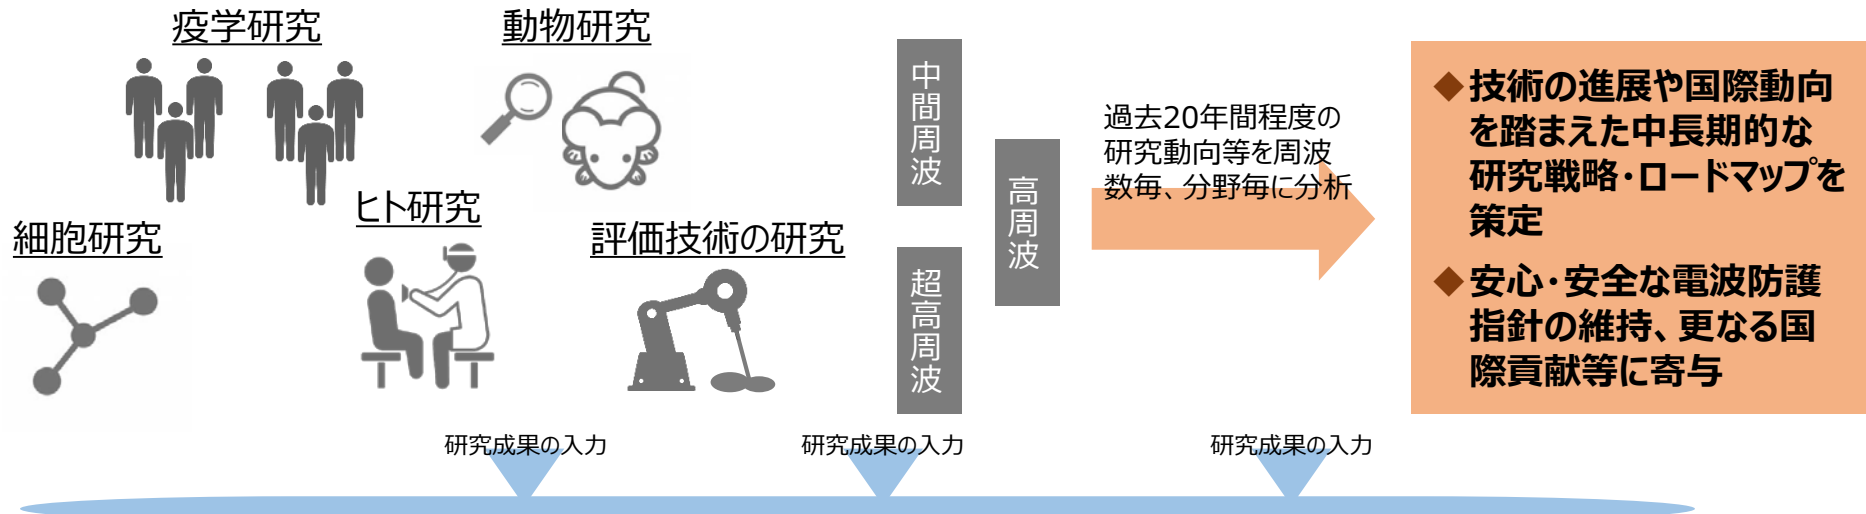 疫学研究
動物研究
細胞研究
ヒト研究
評価技術の研究
中間周波
超高周波
高周波
過去20年間程度の
研究動向等を周波
数毎、分野毎に分析
◆技術の進展や国際動向
を踏まえた中長期的な
研究戦略・ロードマップを
策定
◆安心・安全な電波防護
指針の維持、更なる国
際貢献等に寄与
研究成果の入力
研究成果の入力
研究成果の入力